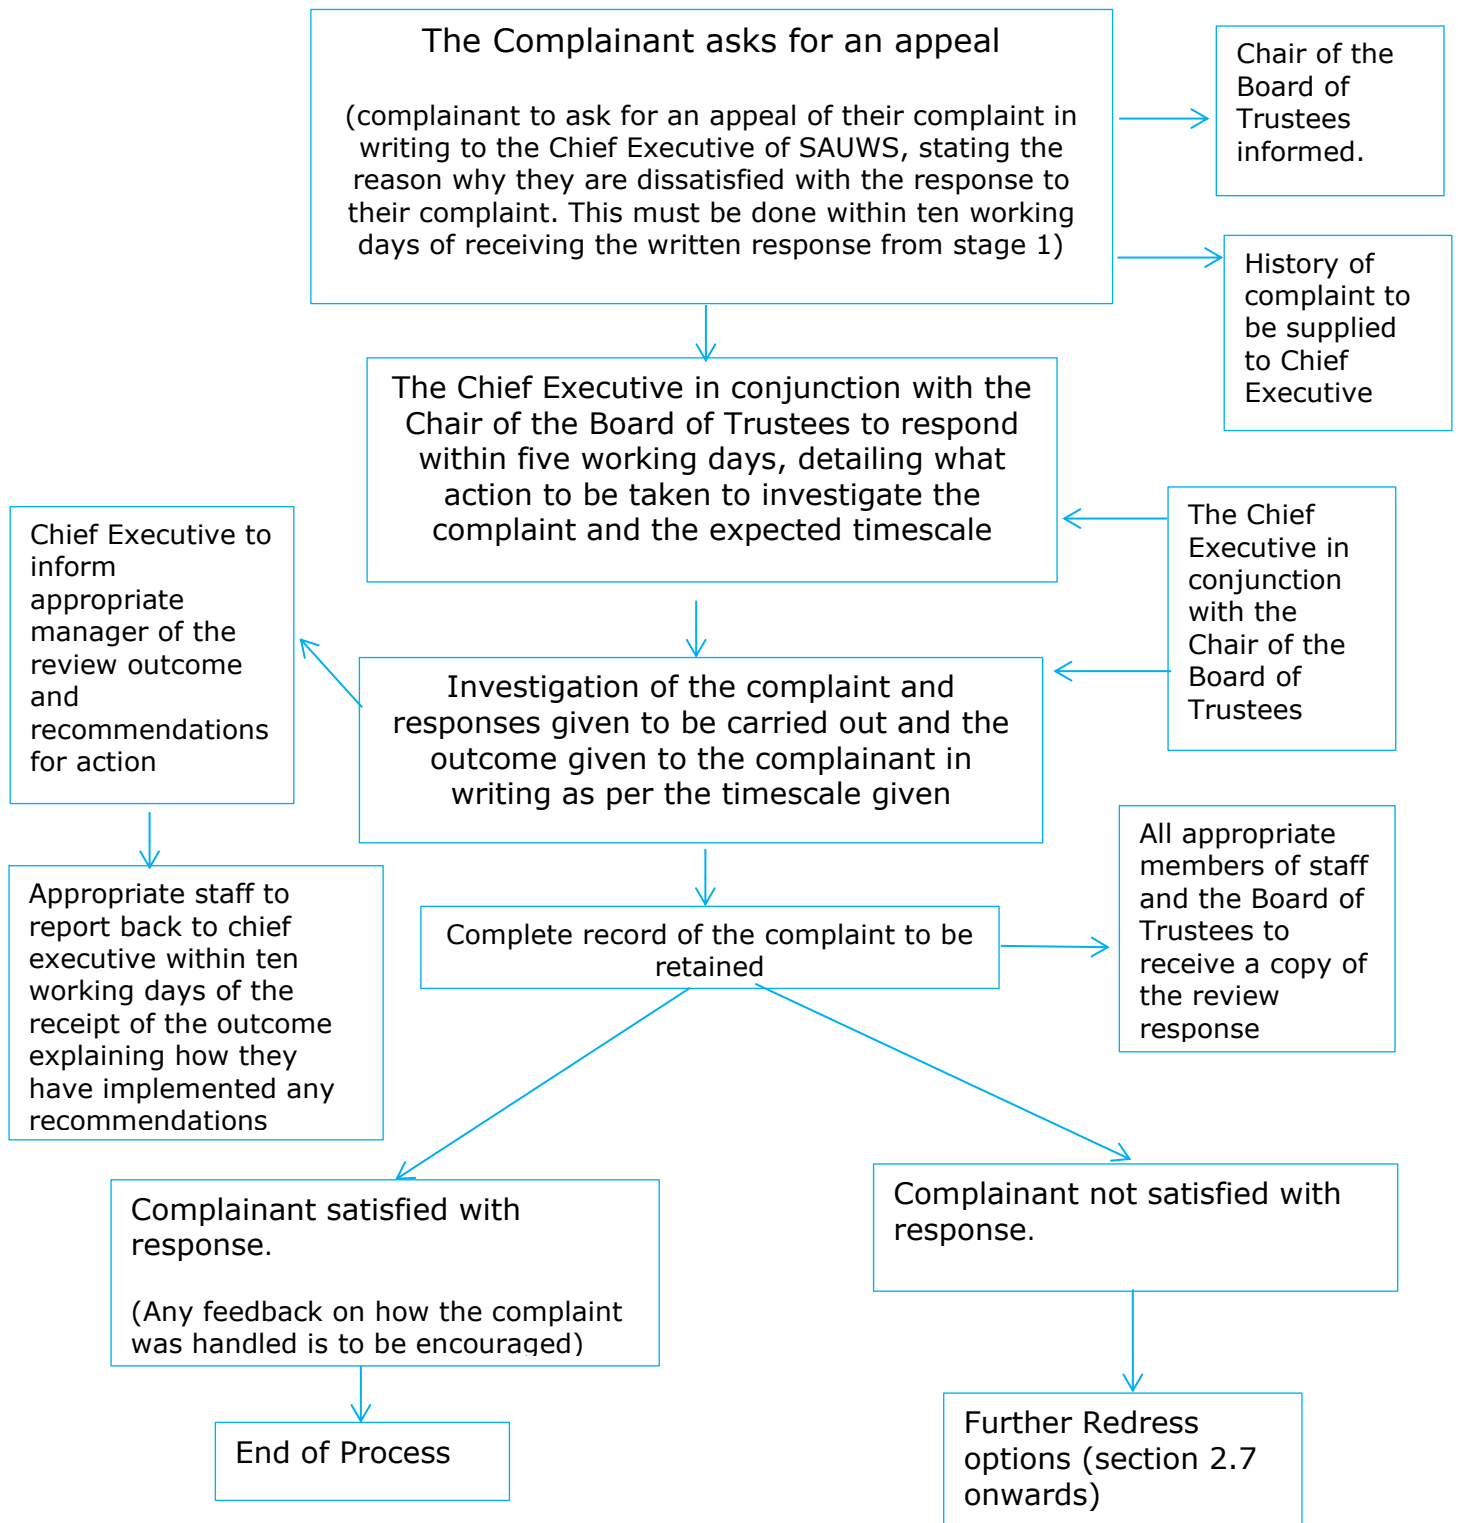 The Complainant asks for an appeal
(complainant to ask for an appeal of their complaint in
writing to the Chief Executive of SAUWS, stating the
reason why they are dissatisfied with the response to
their complaint. This must be done within ten working
days of receiving the written response from stage 1)
Chair of the
Board of
Trustees
informed.
History of
complaint to
be supplied
to Chief
Executive
The Chief Executive in conjunction with the
Chair of the Board of Trustees to respond
within five working days, detailing what
action to be taken to investigate the
complaint and the expected timescale
The Chief
Executive in
conjunction
with the
Chair of the
Board of
Trustees
Chief Executive to
inform
appropriate
manager of the
review outcome
and
recommendations
for action
Investigation of the complaint and
responses given to be carried out and the
outcome given to the complainant in
writing as per the timescale given
All appropriate
members of staff
and the Board of
Trustees to
receive a copy of
the review
response
Appropriate staff to
report back to chief
executive within ten
working days of the
receipt of the outcome
explaining how they
have implemented any
recommendations
Complete record of the complaint to be
retained
Complainant satisfied with
response.
(Any feedback on how the complaint
was handled is to be encouraged)
Complainant not satisfied with
response.
End of Process
Further Redress
options (section 2.7
onwards)